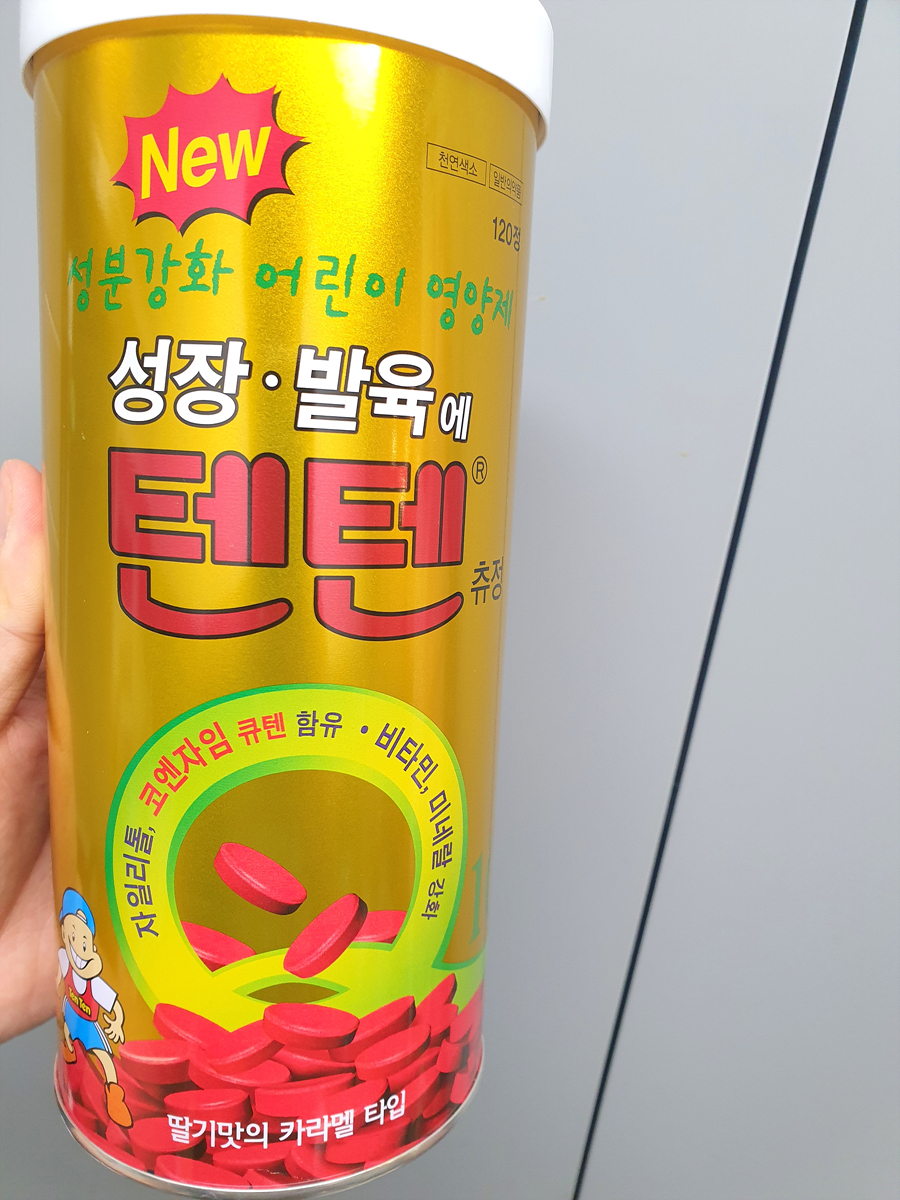 New
천연색소 일반의약품
120정
성분강화 어린이 영양제
성장·발육에
텐텐®
츄정
자일리톨, 코엔자임 큐텐 함유 · 비타민, 미네랄 강화
TenTen
딸기맛의 카라멜 타입